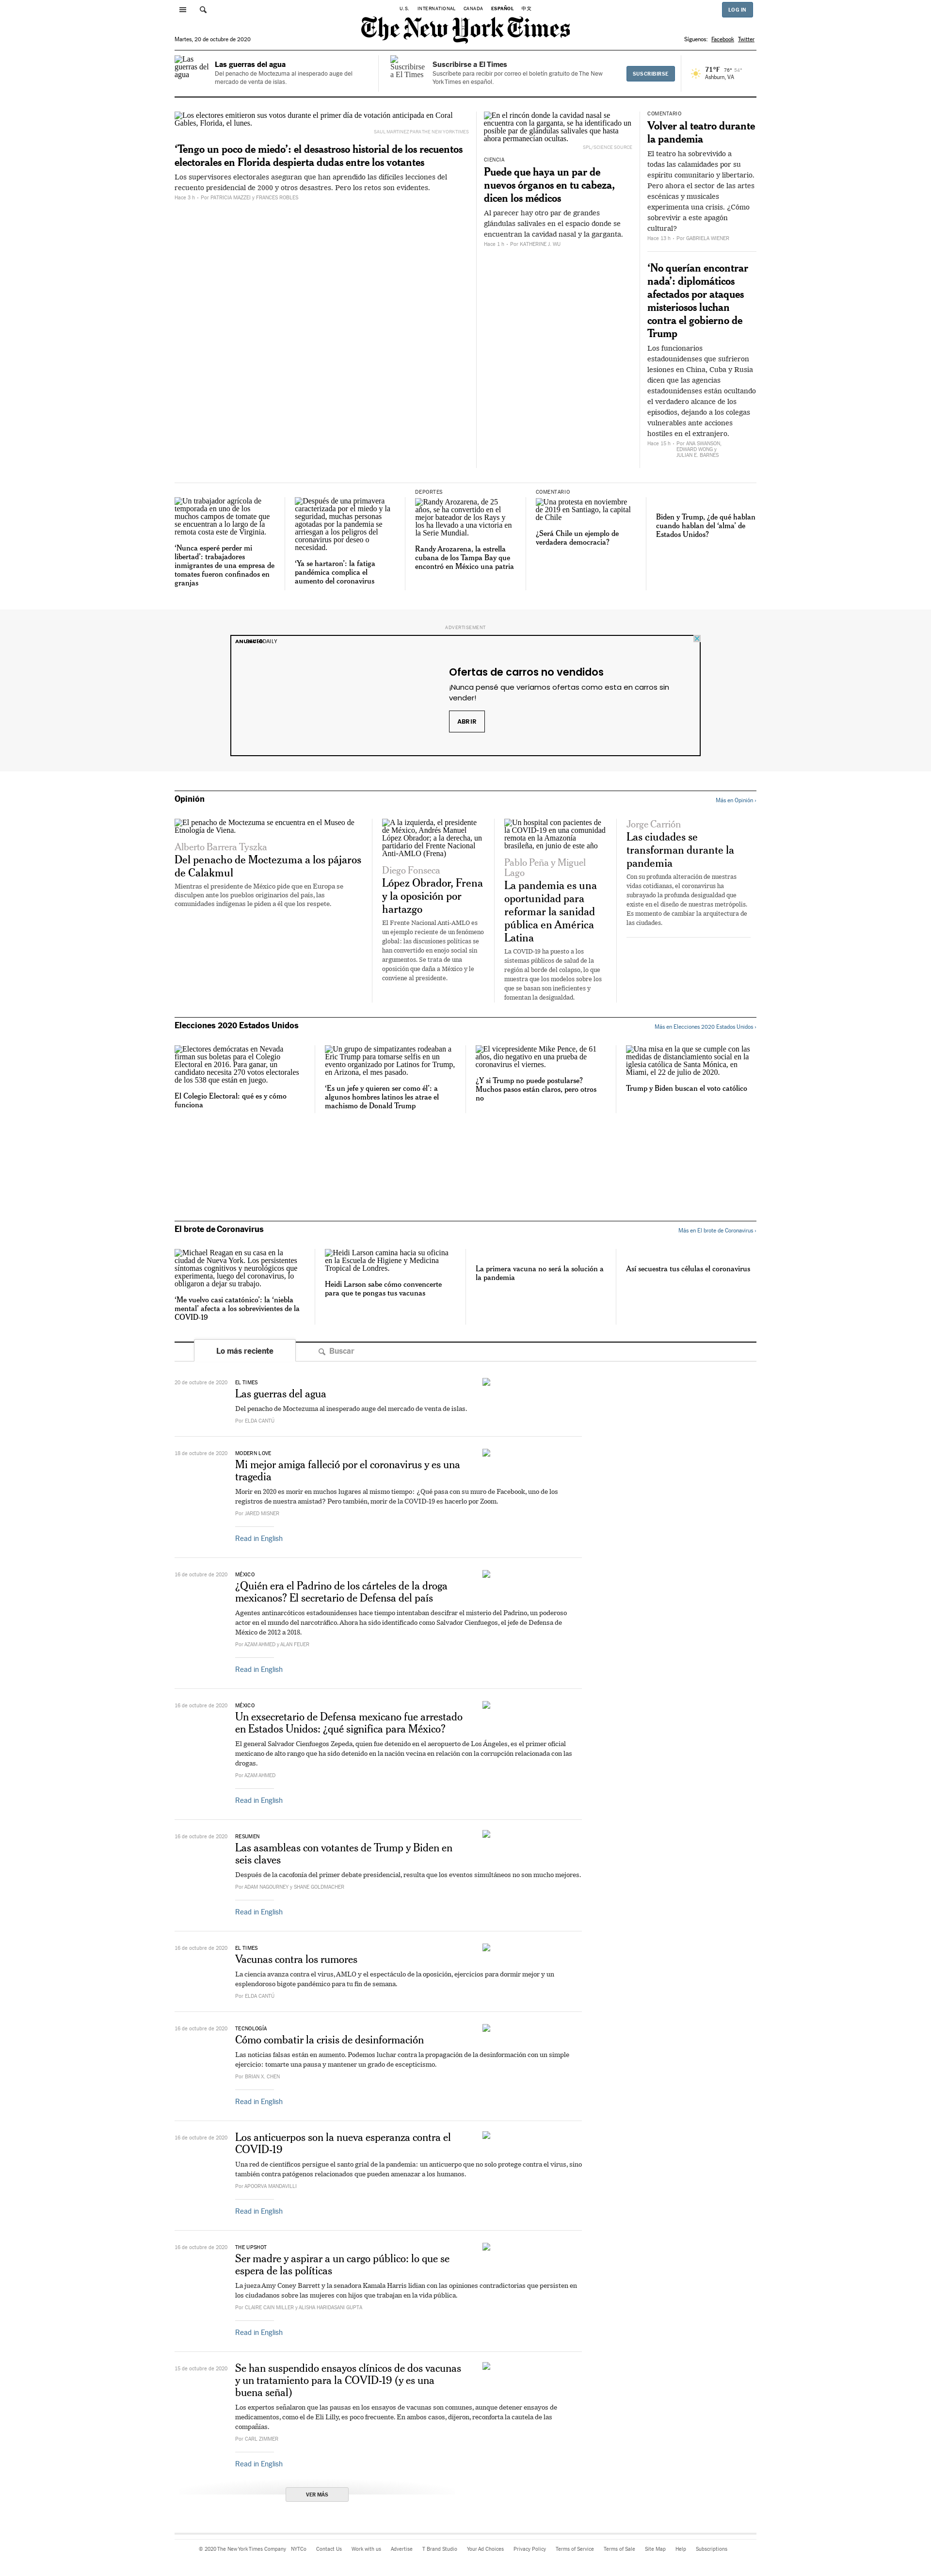 U.S. INTERNATIONAL CANADA ESPAÑOL 中文
LOG IN
The New York Times
Martes, 20 de octubre de 2020
Síguenos: Facebook Twitter
Las guerras del agua
Las guerras del agua
Del penacho de Moctezuma al inesperado auge del
mercado de venta de islas.
Suscribirse a El Times
Suscribirse a El Times
Suscríbete para recibir por correo el boletín gratuito de The New
York Times en español.
SUSCRIBIRSE
71°F 76° 54°
Ashburn, VA
Los electores emitieron sus votos durante el primer día de votación anticipada en Coral
Gables, Florida, el lunes.
SAUL MARTINEZ PARA THE NEW YORK TIMES
‘Tengo un poco de miedo’: el desastroso historial de los recuentos
electorales en Florida despierta dudas entre los votantes
Los supervisores electorales aseguran que han aprendido las difíciles lecciones del
recuento presidencial de 2000 y otros desastres. Pero los retos son evidentes.
Hace 3 h - Por PATRICIA MAZZEI y FRANCES ROBLES
En el rincón donde la cavidad nasal se
encuentra con la garganta, se ha identificado un
posible par de glándulas salivales que hasta
ahora permanecían ocultas.
SPL/SCIENCE SOURCE
CIENCIA
Puede que haya un par de
nuevos órganos en tu cabeza,
dicen los médicos
Al parecer hay otro par de grandes
glándulas salivales en el espacio donde se
encuentran la cavidad nasal y la garganta.
Hace 1 h - Por KATHERINE J. WU
COMENTARIO
Volver al teatro durante
la pandemia
El teatro ha sobrevivido a
todas las calamidades por su
espíritu comunitario y libertario.
Pero ahora el sector de las artes
escénicas y musicales
experimenta una crisis. ¿Cómo
sobrevivir a este apagón
cultural?
Hace 13 h - Por GABRIELA WIENER
‘No querían encontrar
nada’: diplomáticos
afectados por ataques
misteriosos luchan
contra el gobierno de
Trump
Los funcionarios
estadounidenses que sufrieron
lesiones en China, Cuba y Rusia
dicen que las agencias
estadounidenses están ocultando
el verdadero alcance de los
episodios, dejando a los colegas
vulnerables ante acciones
hostiles en el extranjero.
Hace 15 h - Por ANA SWANSON,
EDWARD WONG y
JULIAN E. BARNES
Un trabajador agrícola de
temporada en uno de los
muchos campos de tomate que
se encuentran a lo largo de la
remota costa este de Virginia.
‘Nunca esperé perder mi
libertad’: trabajadores
inmigrantes de una empresa de
tomates fueron confinados en
granjas
Después de una primavera
caracterizada por el miedo y la
seguridad, muchas personas
agotadas por la pandemia se
arriesgan a los peligros del
coronavirus por deseo o
necesidad.
‘Ya se hartaron’: la fatiga
pandémica complica el
aumento del coronavirus
DEPORTES
Randy Arozarena, de 25
años, se ha convertido en el
mejor bateador de los Rays y
los ha llevado a una victoria en
la Serie Mundial.
Randy Arozarena, la estrella
cubana de los Tampa Bay que
encontró en México una patria
COMENTARIO
Una protesta en noviembre
de 2019 en Santiago, la capital
de Chile
¿Será Chile un ejemplo de
verdadera democracia?
Biden y Trump, ¿de qué hablan
cuando hablan del ‘alma’ de
Estados Unidos?
ADVERTISEMENT
ANUNCIO
Ofertas de carros no vendidos
¡Nunca pensé que veríamos ofertas como esta en carros sin
vender!
ABRIR
Opinión
Más en Opinión ›
El penacho de Moctezuma se encuentra en el Museo de
Etnología de Viena.
Alberto Barrera Tyszka
Del penacho de Moctezuma a los pájaros
de Calakmul
Mientras el presidente de México pide que en Europa se
disculpen ante los pueblos originarios del país, las
comunidades indígenas le piden a él que los respete.
A la izquierda, el presidente
de México, Andrés Manuel
López Obrador; a la derecha, un
partidario del Frente Nacional
Anti-AMLO (Frena)
Diego Fonseca
López Obrador, Frena
y la oposición por
hartazgo
El Frente Nacional Anti-AMLO es
un ejemplo reciente de un fenómeno
global: las discusiones políticas se
han convertido en enojo social sin
argumentos. Se trata de una
oposición que daña a México y le
conviene al presidente.
Un hospital con pacientes de
la COVID-19 en una comunidad
remota en la Amazonía
brasileña, en junio de este año
Pablo Peña y Miguel
Lago
La pandemia es una
oportunidad para
reformar la sanidad
pública en América
Latina
La COVID-19 ha puesto a los
sistemas públicos de salud de la
región al borde del colapso, lo que
muestra que los modelos sobre los
que se basan son ineficientes y
fomentan la desigualdad.
Jorge Carrión
Las ciudades se
transforman durante la
pandemia
Con su profunda alteración de nuestras
vidas cotidianas, el coronavirus ha
subrayado la profunda desigualdad que
existe en el diseño de nuestras metrópolis.
Es momento de cambiar la arquitectura de
las ciudades.
Elecciones 2020 Estados Unidos
Más en Elecciones 2020 Estados Unidos ›
Electores demócratas en Nevada
firman sus boletas para el Colegio
Electoral en 2016. Para ganar, un
candidato necesita 270 votos electorales
de los 538 que están en juego.
El Colegio Electoral: qué es y cómo
funciona
Un grupo de simpatizantes rodeaban a
Eric Trump para tomarse selfis en un
evento organizado por Latinos for Trump,
en Arizona, el mes pasado.
‘Es un jefe y quieren ser como él’: a
algunos hombres latinos les atrae el
machismo de Donald Trump
El vicepresidente Mike Pence, de 61
años, dio negativo en una prueba de
coronavirus el viernes.
¿Y si Trump no puede postularse?
Muchos pasos están claros, pero otros
no
Una misa en la que se cumple con las
medidas de distanciamiento social en la
iglesia católica de Santa Mónica, en
Miami, el 22 de julio de 2020.
Trump y Biden buscan el voto católico
El brote de Coronavirus
Más en El brote de Coronavirus ›
Michael Reagan en su casa en la
ciudad de Nueva York. Los persistentes
síntomas cognitivos y neurológicos que
experimenta, luego del coronavirus, lo
obligaron a dejar su trabajo.
‘Me vuelvo casi catatónico’: la ‘niebla
mental’ afecta a los sobrevivientes de la
COVID-19
Heidi Larson camina hacia su oficina
en la Escuela de Higiene y Medicina
Tropical de Londres.
Heidi Larson sabe cómo convencerte
para que te pongas tus vacunas
La primera vacuna no será la solución a
la pandemia
Así secuestra tus células el coronavirus
Lo más reciente
Buscar
20 de octubre de 2020
EL TIMES
Las guerras del agua
Del penacho de Moctezuma al inesperado auge del mercado de venta de islas.
Por ELDA CANTÚ
18 de octubre de 2020
MODERN LOVE
Mi mejor amiga falleció por el coronavirus y es una
tragedia
Morir en 2020 es morir en muchos lugares al mismo tiempo: ¿Qué pasa con su muro de Facebook, uno de los
registros de nuestra amistad? Pero también, morir de la COVID-19 es hacerlo por Zoom.
Por JARED MISNER
Read in English
16 de octubre de 2020
MÉXICO
¿Quién era el Padrino de los cárteles de la droga
mexicanos? El secretario de Defensa del país
Agentes antinarcóticos estadounidenses hace tiempo intentaban descifrar el misterio del Padrino, un poderoso
actor en el mundo del narcotráfico. Ahora ha sido identificado como Salvador Cienfuegos, el jefe de Defensa de
México de 2012 a 2018.
Por AZAM AHMED y ALAN FEUER
Read in English
16 de octubre de 2020
MÉXICO
Un exsecretario de Defensa mexicano fue arrestado
en Estados Unidos: ¿qué significa para México?
El general Salvador Cienfuegos Zepeda, quien fue detenido en el aeropuerto de Los Ángeles, es el primer oficial
mexicano de alto rango que ha sido detenido en la nación vecina en relación con la corrupción relacionada con las
drogas.
Por AZAM AHMED
Read in English
16 de octubre de 2020
RESUMEN
Las asambleas con votantes de Trump y Biden en
seis claves
Después de la cacofonía del primer debate presidencial, resulta que los eventos simultáneos no son mucho mejores.
Por ADAM NAGOURNEY y SHANE GOLDMACHER
Read in English
16 de octubre de 2020
EL TIMES
Vacunas contra los rumores
La ciencia avanza contra el virus, AMLO y el espectáculo de la oposición, ejercicios para dormir mejor y un
esplendoroso bigote pandémico para tu fin de semana.
Por ELDA CANTÚ
16 de octubre de 2020
TECNOLOGÍA
Cómo combatir la crisis de desinformación
Las noticias falsas están en aumento. Podemos luchar contra la propagación de la desinformación con un simple
ejercicio: tomarte una pausa y mantener un grado de escepticismo.
Por BRIAN X. CHEN
Read in English
16 de octubre de 2020
Los anticuerpos son la nueva esperanza contra el
COVID-19
Una red de científicos persigue el santo grial de la pandemia: un anticuerpo que no solo protege contra el virus, sino
también contra patógenos relacionados que pueden amenazar a los humanos.
Por APOORVA MANDAVILLI
Read in English
16 de octubre de 2020
THE UPSHOT
Ser madre y aspirar a un cargo público: lo que se
espera de las políticas
La jueza Amy Coney Barrett y la senadora Kamala Harris lidian con las opiniones contradictorias que persisten en
los ciudadanos sobre las mujeres con hijos que trabajan en la vida pública.
Por CLAIRE CAIN MILLER y ALISHA HARIDASANI GUPTA
Read in English
15 de octubre de 2020
Se han suspendido ensayos clínicos de dos vacunas
y un tratamiento para la COVID-19 (y es una
buena señal)
Los expertos señalaron que las pausas en los ensayos de vacunas son comunes, aunque detener ensayos de
medicamentos, como el de Eli Lilly, es poco frecuente. En ambos casos, dijeron, reconforta la cautela de las
compañías.
Por CARL ZIMMER
Read in English
VER MÁS
© 2020 The New York Times Company NYTCo Contact Us Work with us Advertise T Brand Studio Your Ad Choices Privacy Policy Terms of Service Terms of Sale Site Map Help Subscriptions